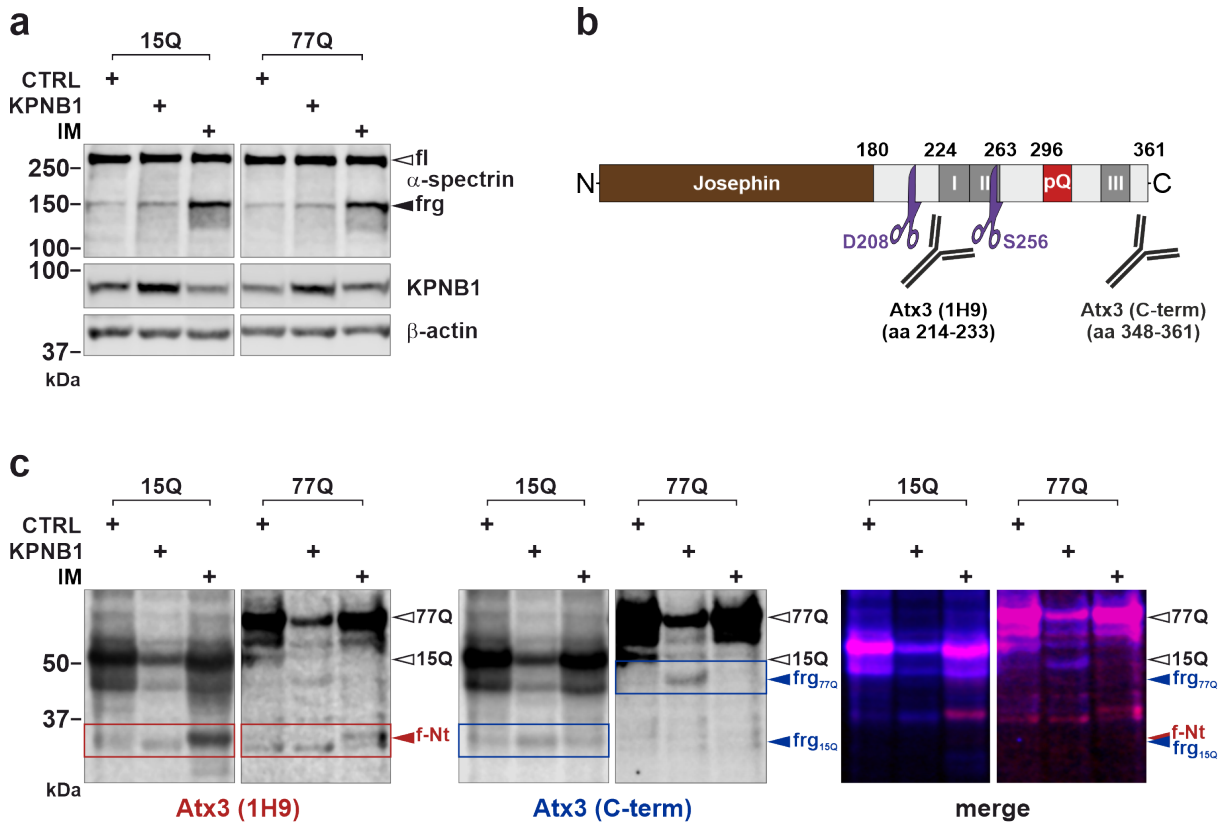 a
15Q 77Q
CTRL + +
KPNB1 + +
IM + +
250 fl
α-spectrin
150 frg
100
100
KPNB1
β-actin
37
kDa
b
180 224 263 296 361
N Josephin I II pQ III C
D208 S256
Atx3 (1H9) Atx3 (C-term)
(aa 214-233) (aa 348-361)
c
15Q 77Q 15Q 77Q 15Q 77Q
CTRL + + + + + +
KPNB1 + + + + + +
IM + + + + + +
77Q 77Q 77Q
50 15Q 15Q 15Q
frg77Q frg77Q
37
f-Nt f-Nt
frg15Q frg15Q
kDa
Atx3 (1H9) Atx3 (C-term) merge